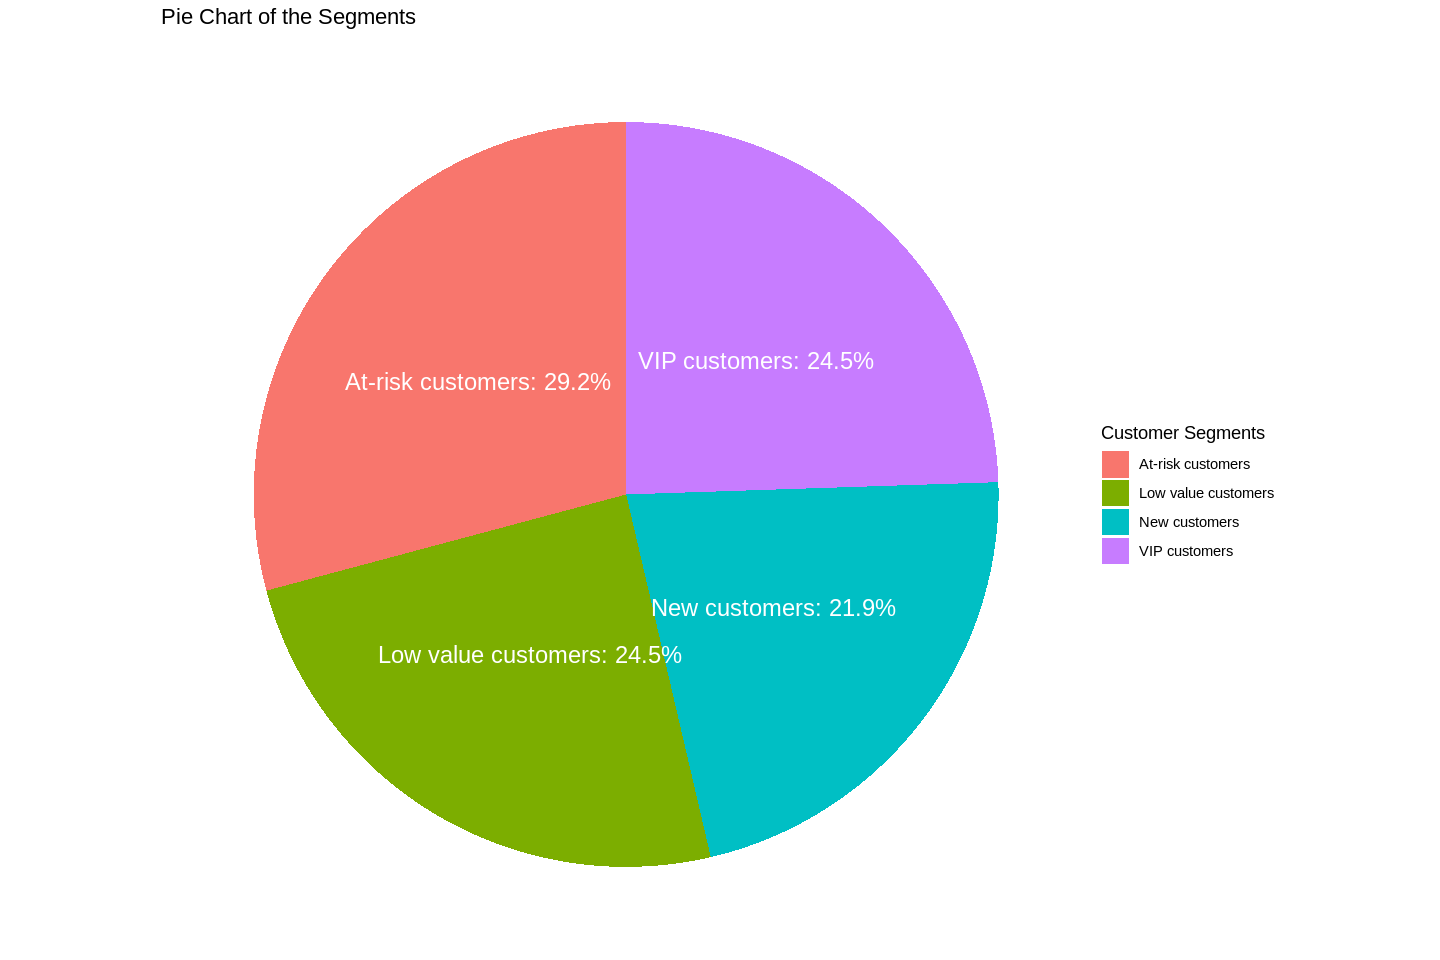 Pie Chart of the Segments
VIP customers: 24.5%
At-risk customers: 29.2%
New customers: 21.9%
Low value customers: 24.5%
Customer Segments
At-risk customers
Low value customers
New customers
VIP customers